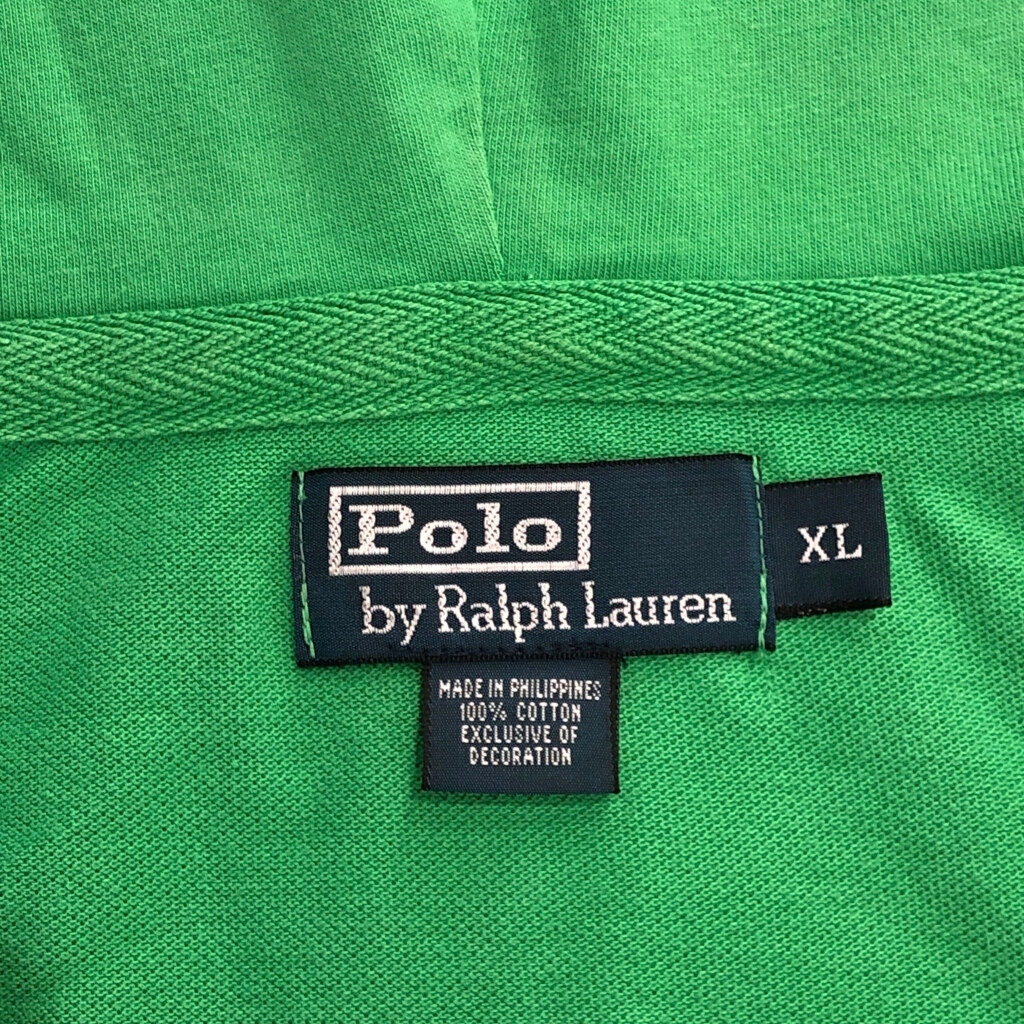 Polo
by Ralph Lauren
XL
MADE IN PHILIPPINES
100% COTTON
EXCLUSIVE OF
DECORATION